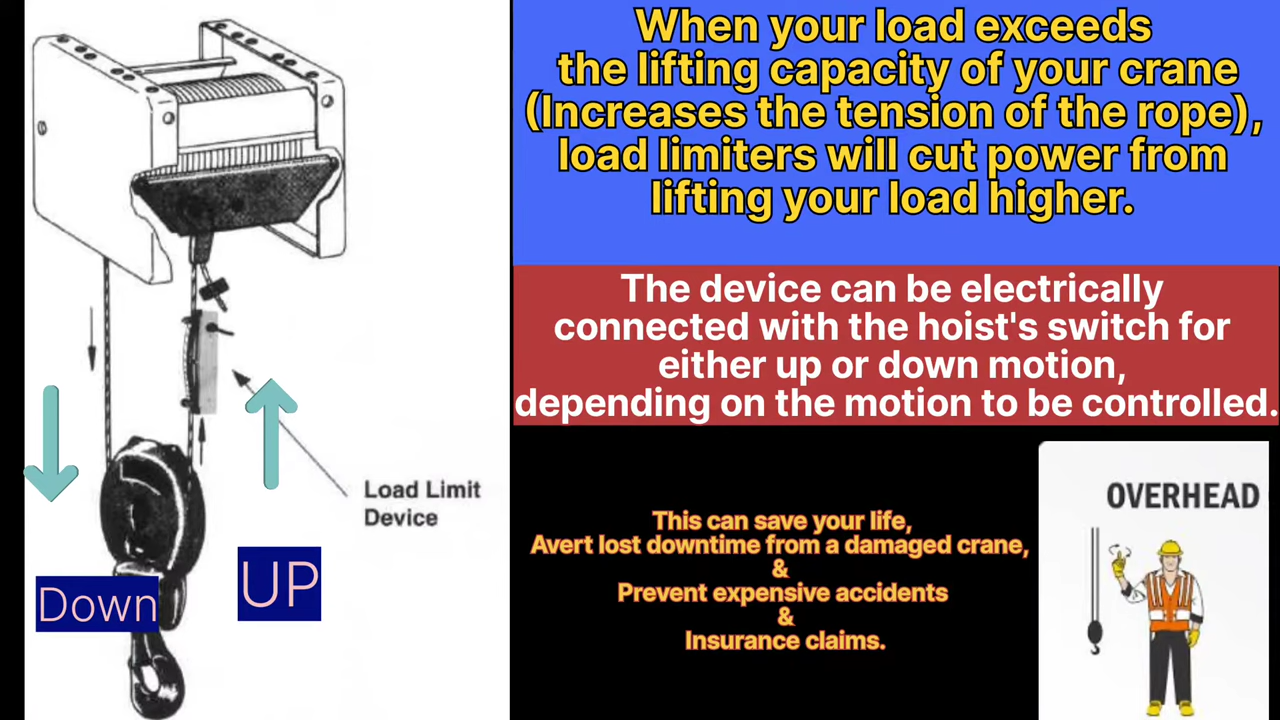 When your load exceeds
the lifting capacity of your crane
(Increases the tension of the rope),
load limiters will cut power from
lifting your load higher.
The device can be electrically
connected with the hoist's switch for
either up or down motion,
depending on the motion to be controlled.
Load Limit
Device
Down
UP
This can save your life,
Avert lost downtime from a damaged crane,
&
Prevent expensive accidents
&
Insurance claims.
OVERHEAD